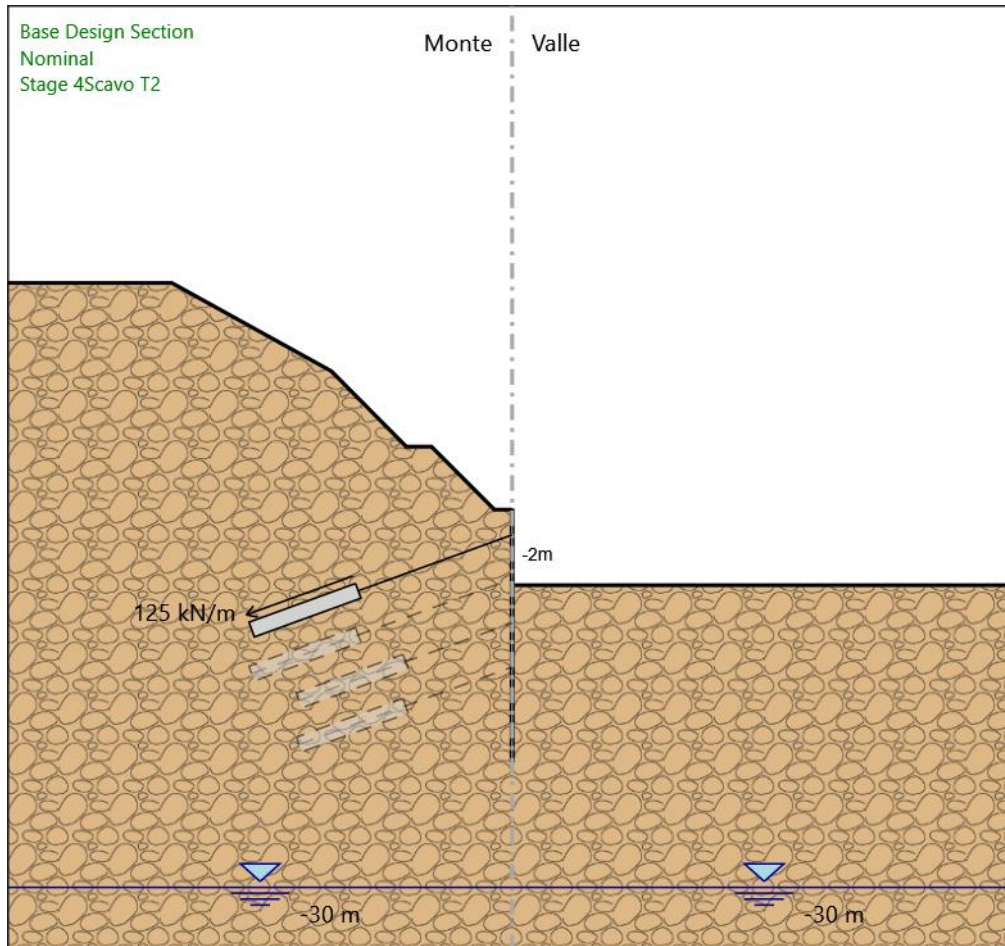 Base Design Section
Nominal
Stage 4Scavo T2
Monte
Valle
-2m
125 kN/m
-30 m
-30 m